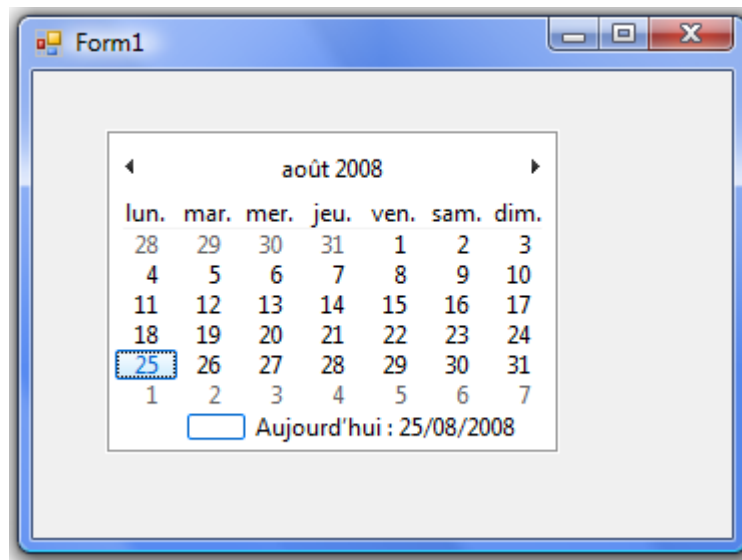 Form1
août 2008
lun. mar. mer. jeu. ven. sam. dim.
28 29 30 31 1 2 3
4 5 6 7 8 9 10
11 12 13 14 15 16 17
18 19 20 21 22 23 24
25 26 27 28 29 30 31
1 2 3 4 5 6 7
Aujourd'hui : 25/08/2008